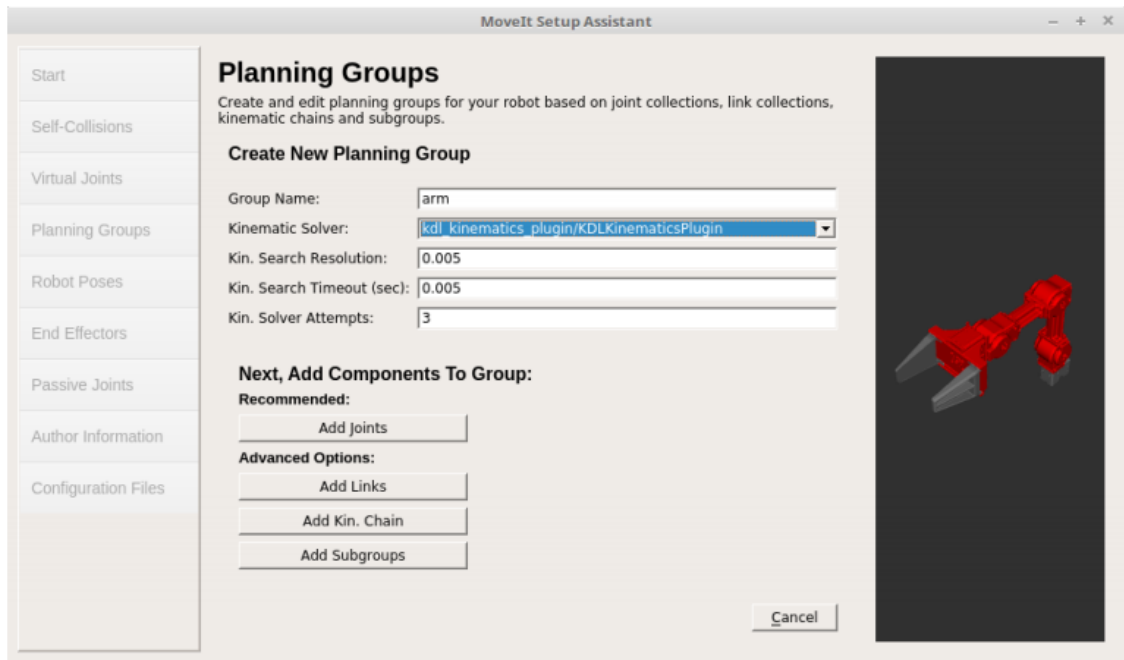 MoveIt Setup Assistant
Start
Self-Collisions
Virtual Joints
Planning Groups
Robot Poses
End Effectors
Passive Joints
Author Information
Configuration Files
Planning Groups
Create and edit planning groups for your robot based on joint collections, link collections,
kinematic chains and subgroups.
Create New Planning Group
Group Name: arm
Kinematic Solver: kdl_kinematics_plugin/KDLKinematicsPlugin
Kin. Search Resolution: 0.005
Kin. Search Timeout (sec): 0.005
Kin. Solver Attempts: 3
Next, Add Components To Group:
Recommended:
Add Joints
Advanced Options:
Add Links
Add Kin. Chain
Add Subgroups
Cancel